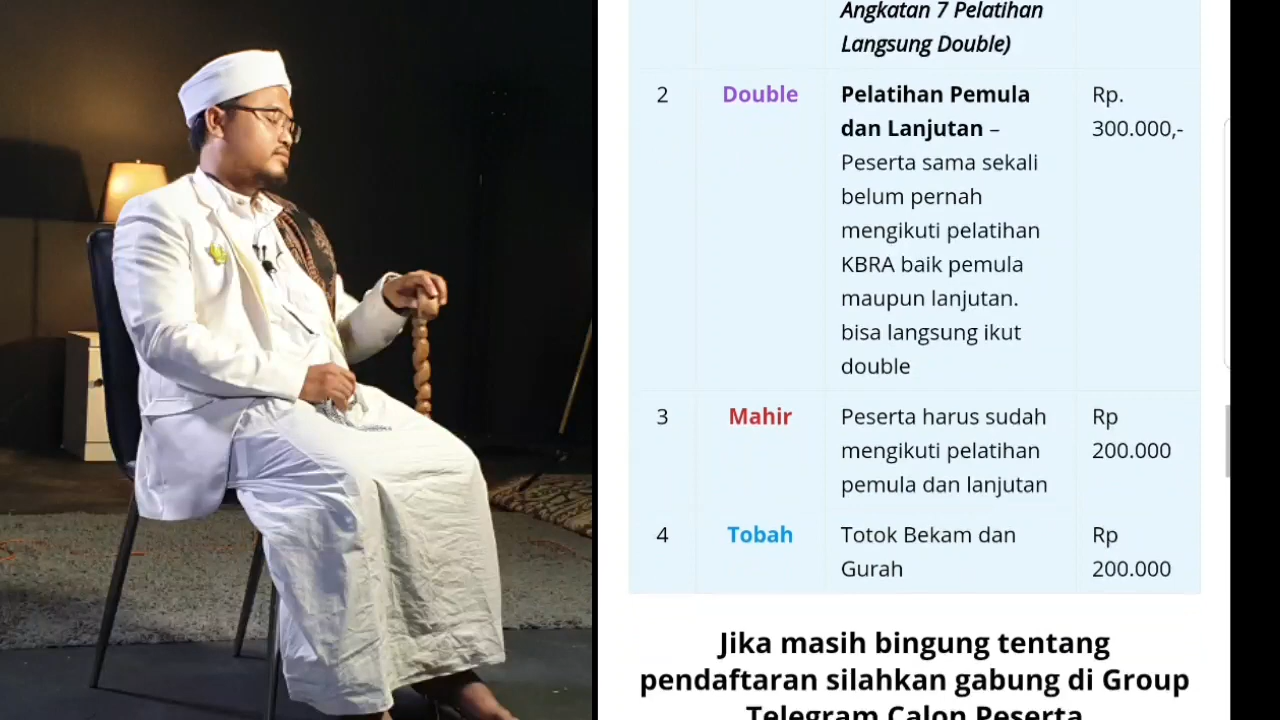 Angkatan 7 Pelatihan
Langsung Double)
2
Double
Pelatihan Pemula
dan Lanjutan –
Peserta sama sekali
belum pernah
mengikuti pelatihan
KBRA baik pemula
maupun lanjutan.
bisa langsung ikut
double
Rp.
300.000,-
3
Mahir
Peserta harus sudah
mengikuti pelatihan
pemula dan lanjutan
Rp
200.000
4
Tobah
Totok Bekam dan
Gurah
Rp
200.000
Jika masih bingung tentang
pendaftaran silahkan gabung di Group
Telegram Calon Peserta